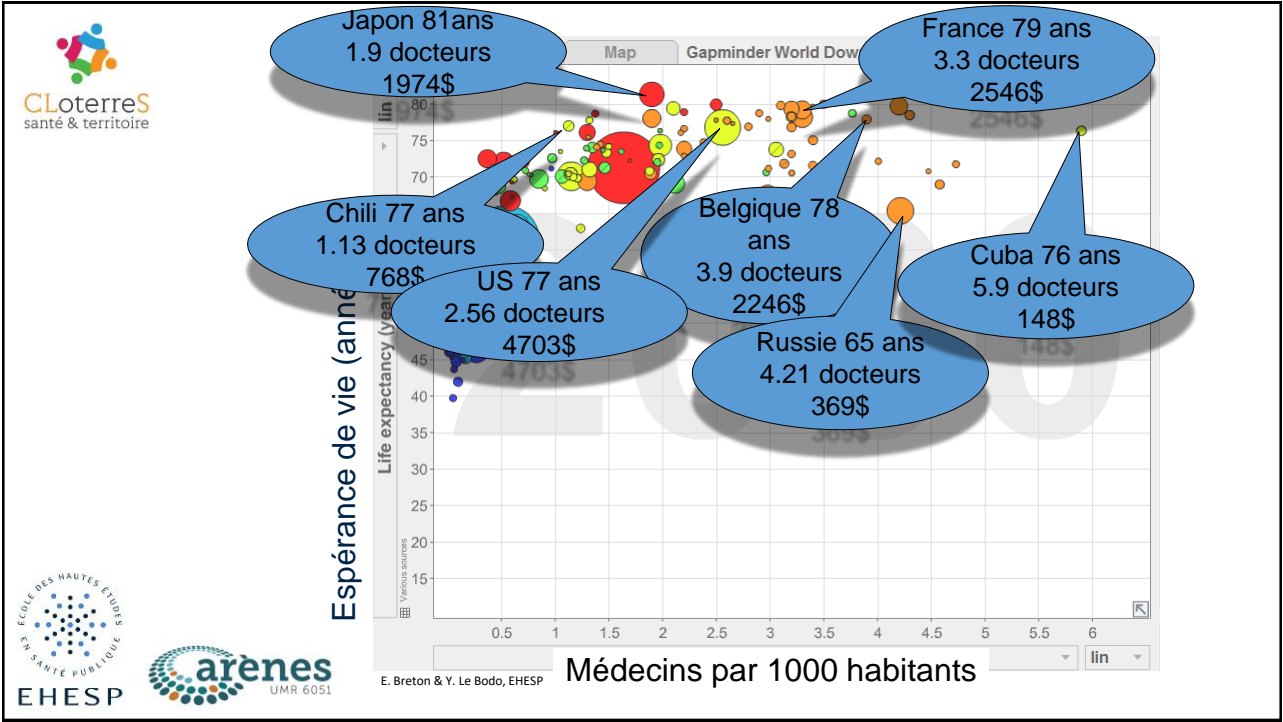 CLoterreS
santé & territoire
Map
Gapminder World Dow
Japon 81ans
1.9 docteurs
1974$
France 79 ans
3.3 docteurs
2546$
Chili 77 ans
1.13 docteurs
768$
US 77 ans
2.56 docteurs
4703$
Belgique 78
ans
3.9 docteurs
2246$
Russie 65 ans
4.21 docteurs
369$
Cuba 76 ans
5.9 docteurs
148$
lin
80
75
70
45
40
35
30
25
20
15
Life expectancy (year
Espérance de vie (anné
Various sources
0.5
1
1.5
2
2.5
3
3.5
4
4.5
5
5.5
6
lin
Médecins par 1000 habitants
E. Breton & Y. Le Bodo, EHESP
ÉCOLE DES HAUTES ÉTUDES
EN SANTÉ PUBLIQUE
EHESP
arènes
UMR 6051